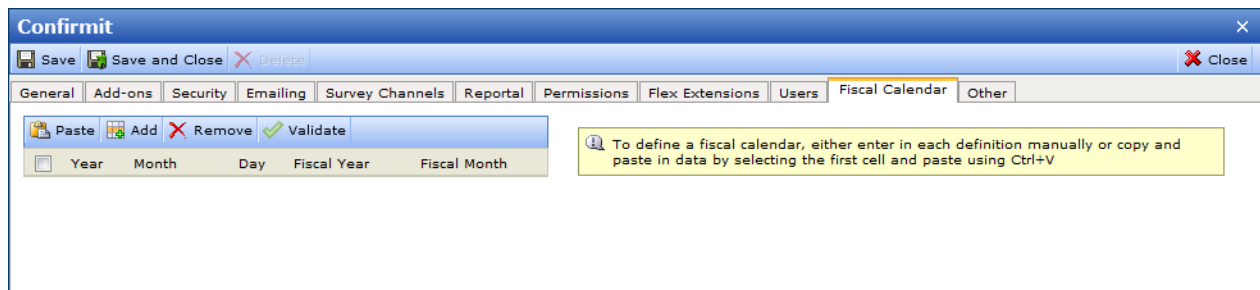 Confirmit
Save Save and Close Delete Close
General Add-ons Security Emailing Survey Channels Reportal Permissions Flex Extensions Users Fiscal Calendar Other
Paste Add Remove Validate
Year Month Day Fiscal Year Fiscal Month
To define a fiscal calendar, either enter in each definition manually or copy and
paste in data by selecting the first cell and paste using Ctrl+V